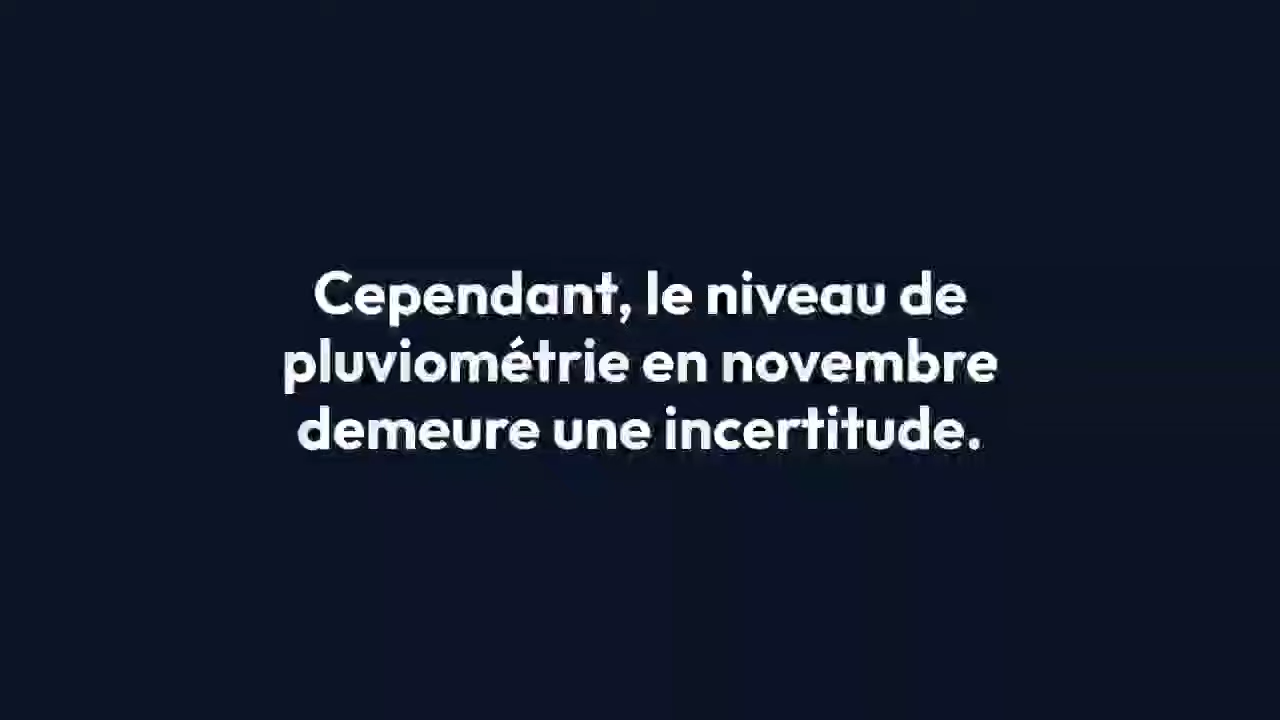 Cependant, le niveau de
pluviométrie en novembre
demeure une incertitude.